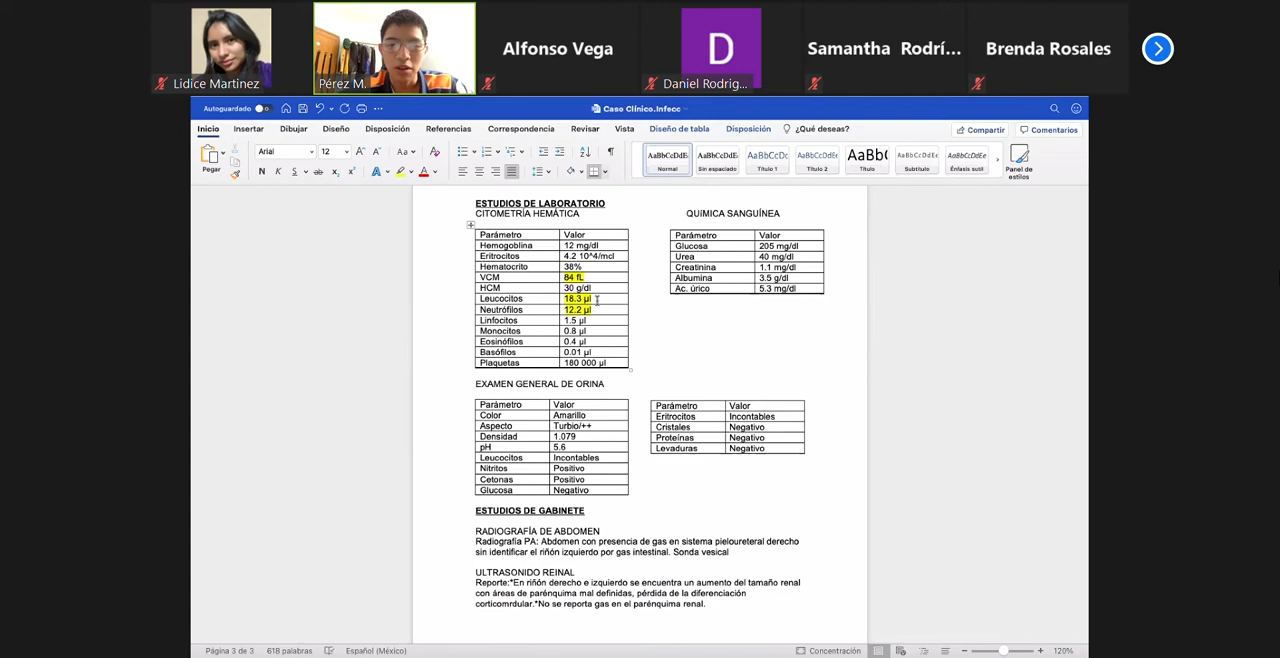 D
Alfonso Vega
Samantha Rodrí...
Brenda Rosales
Lidice Martinez
Pérez M.
Daniel Rodrig...
Autoguardado
Caso Clínico.Infecc
Inicio Insertar Dibujar Diseño Disposición Referencias Correspondencia Revisar Vista Diseño de tabla Disposición ¿Qué deseas? Compartir Comentarios
Pegar
Arial 12
AaBbCcDdEe Normal
AaBbCcDdEe Sin espaciado
AaBbCcDc Título 1
AaBbCcDdE Título 2
AaBb( Título
AaBbCcDdEe Subtítulo
AaBbCcDdEe Énfasis sutil
Panel de estilos
ESTUDIOS DE LABORATORIO
CITOMETRÍA HEMÁTICA
Parámetro Valor
Hemogoblina 12 mg/dl
Eritrocitos 4.2 10^4/mcl
Hematocrito 38%
VCM 84 fL
HCM 30 g/dl
Leucocitos 18.3 µl
Neutrófilos 12.2 µl
Linfocitos 1.5 µl
Monocitos 0.8 µl
Eosinófilos 0.4 µl
Basófilos 0.01 µl
Plaquetas 180 000 µl
QUÍMICA SANGUÍNEA
Parámetro Valor
Glucosa 205 mg/dl
Urea 40 mg/dl
Creatinina 1.1 mg/dl
Albumina 3.5 g/dl
Ac. úrico 5.3 mg/dl
EXAMEN GENERAL DE ORINA
Parámetro Valor
Color Amarillo
Aspecto Turbio/++
Densidad 1.079
pH 5.6
Leucocitos Incontables
Nitritos Positivo
Cetonas Positivo
Glucosa Negativo
Parámetro Valor
Eritrocitos Incontables
Cristales Negativo
Proteínas Negativo
Levaduras Negativo
ESTUDIOS DE GABINETE
RADIOGRAFÍA DE ABDOMEN
Radiografía PA: Abdomen con presencia de gas en sistema pieloureteral derecho
sin identificar el riñón izquierdo por gas intestinal. Sonda vesical
ULTRASONIDO REINAL
Reporte:*En riñón derecho e izquierdo se encuentra un aumento del tamaño renal
con áreas de parénquima mal definidas, pérdida de la diferenciación
corticomrdular.*No se reporta gas en el parénquima renal.
Página 3 de 3 618 palabras Español (México) Concentración 120%